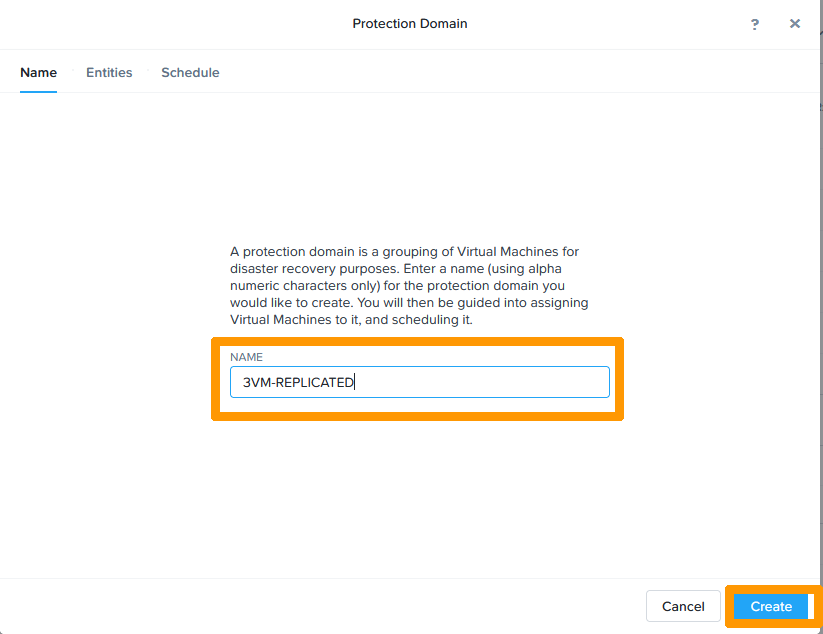 Protection Domain
?
×
Name
Entities
Schedule
A protection domain is a grouping of Virtual Machines for
disaster recovery purposes. Enter a name (using alpha
numeric characters only) for the protection domain you
would like to create. You will then be guided into assigning
Virtual Machines to it, and scheduling it.
NAME
3VM-REPLICATED
Cancel
Create